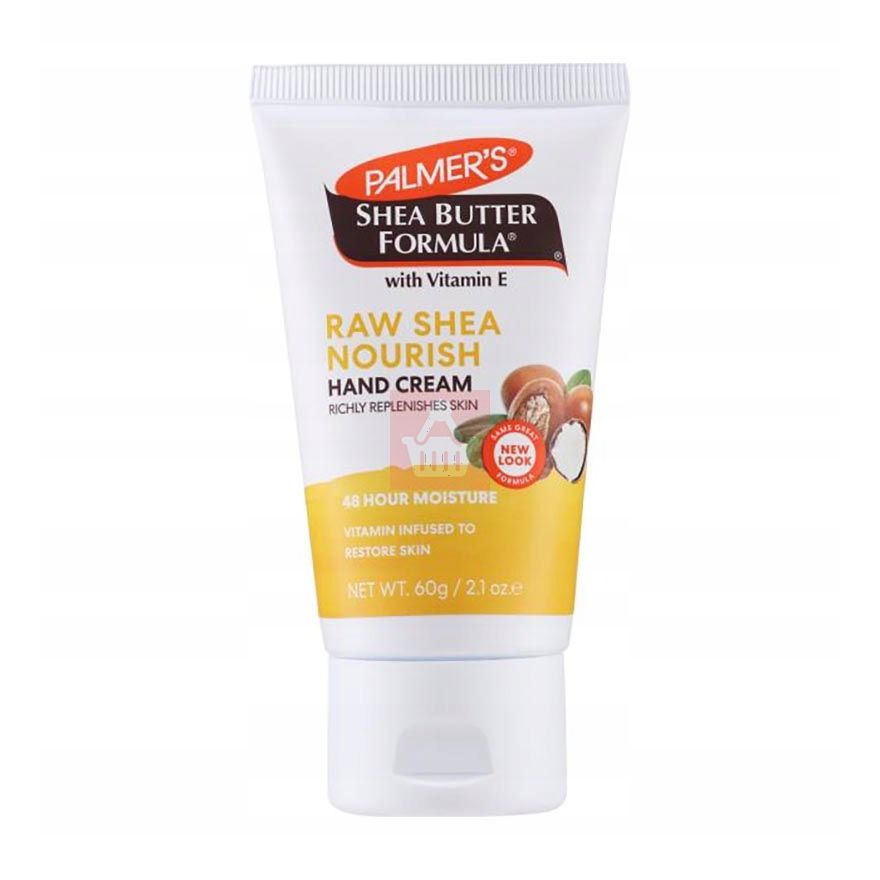 PALMER'S®
SHEA BUTTER
FORMULA®
®
with Vitamin E
RAW SHEA
NOURISH
HAND CREAM
RICHLY REPLENISHES SKIN
SAME GREAT
NEW
LOOK
FORMULA
48 HOUR MOISTURE
VITAMIN INFUSED TO
RESTORE SKIN
NET WT. 60g / 2.1 oz.℮